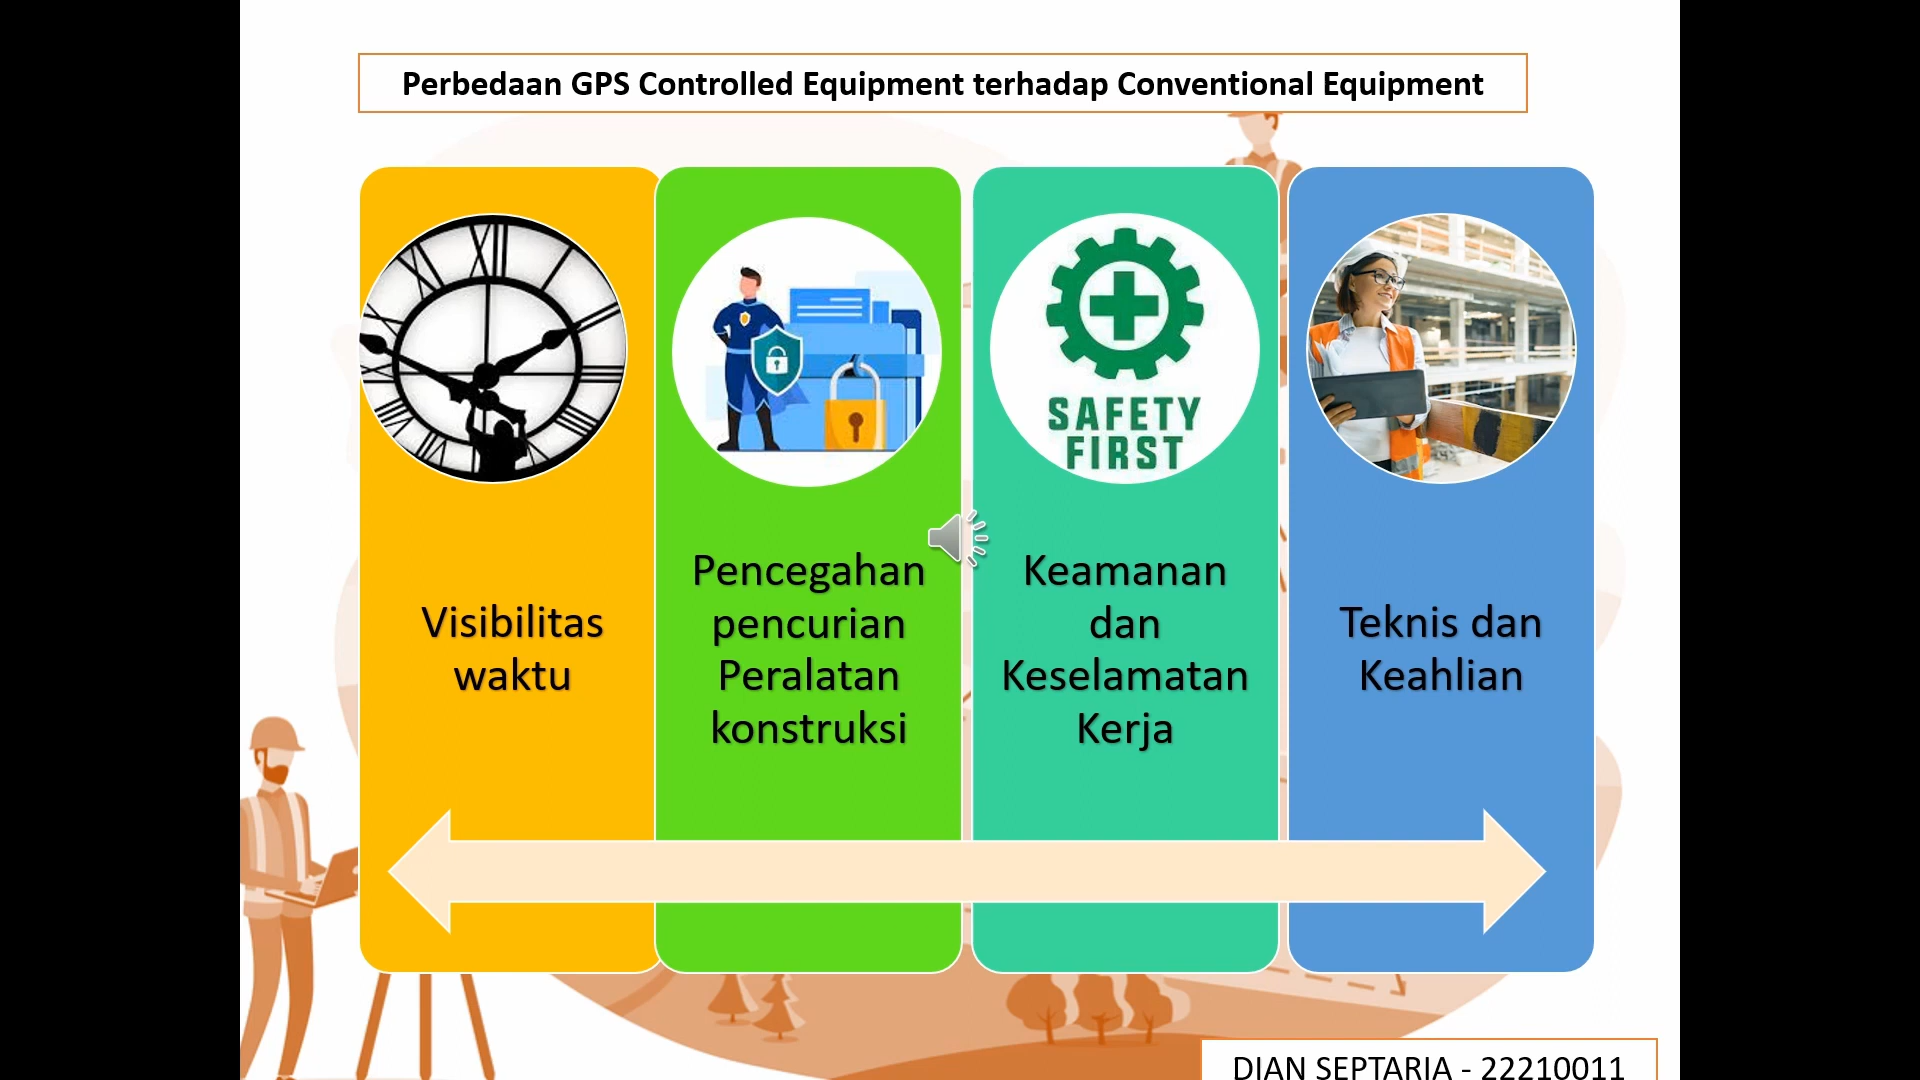 Perbedaan GPS Controlled Equipment terhadap Conventional Equipment
SAFETY
FIRST
Visibilitas
waktu
Pencegahan
pencurian
Peralatan
konstruksi
Keamanan
dan
Keselamatan
Kerja
Teknis dan
Keahlian
DIAN SEPTARIA - 22210011